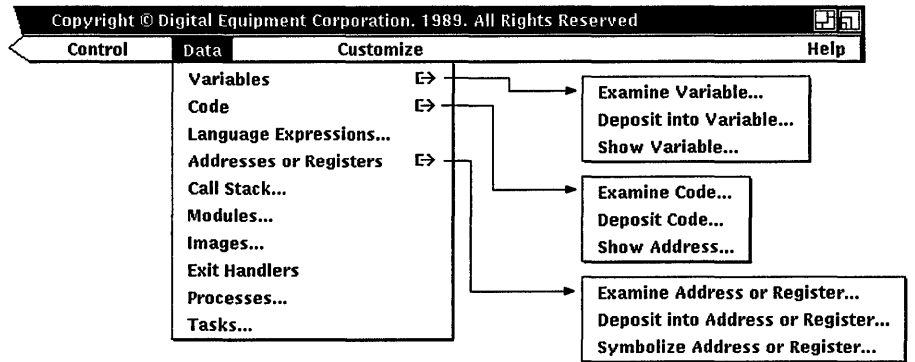 Copyright © Digital Equipment Corporation. 1989. All Rights Reserved
Control Data Customize Help
Variables
Code
Language Expressions...
Addresses or Registers
Call Stack...
Modules...
Images...
Exit Handlers
Processes...
Tasks...
Examine Variable...
Deposit into Variable...
Show Variable...
Examine Code...
Deposit Code...
Show Address...
Examine Address or Register...
Deposit into Address or Register...
Symbolize Address or Register...